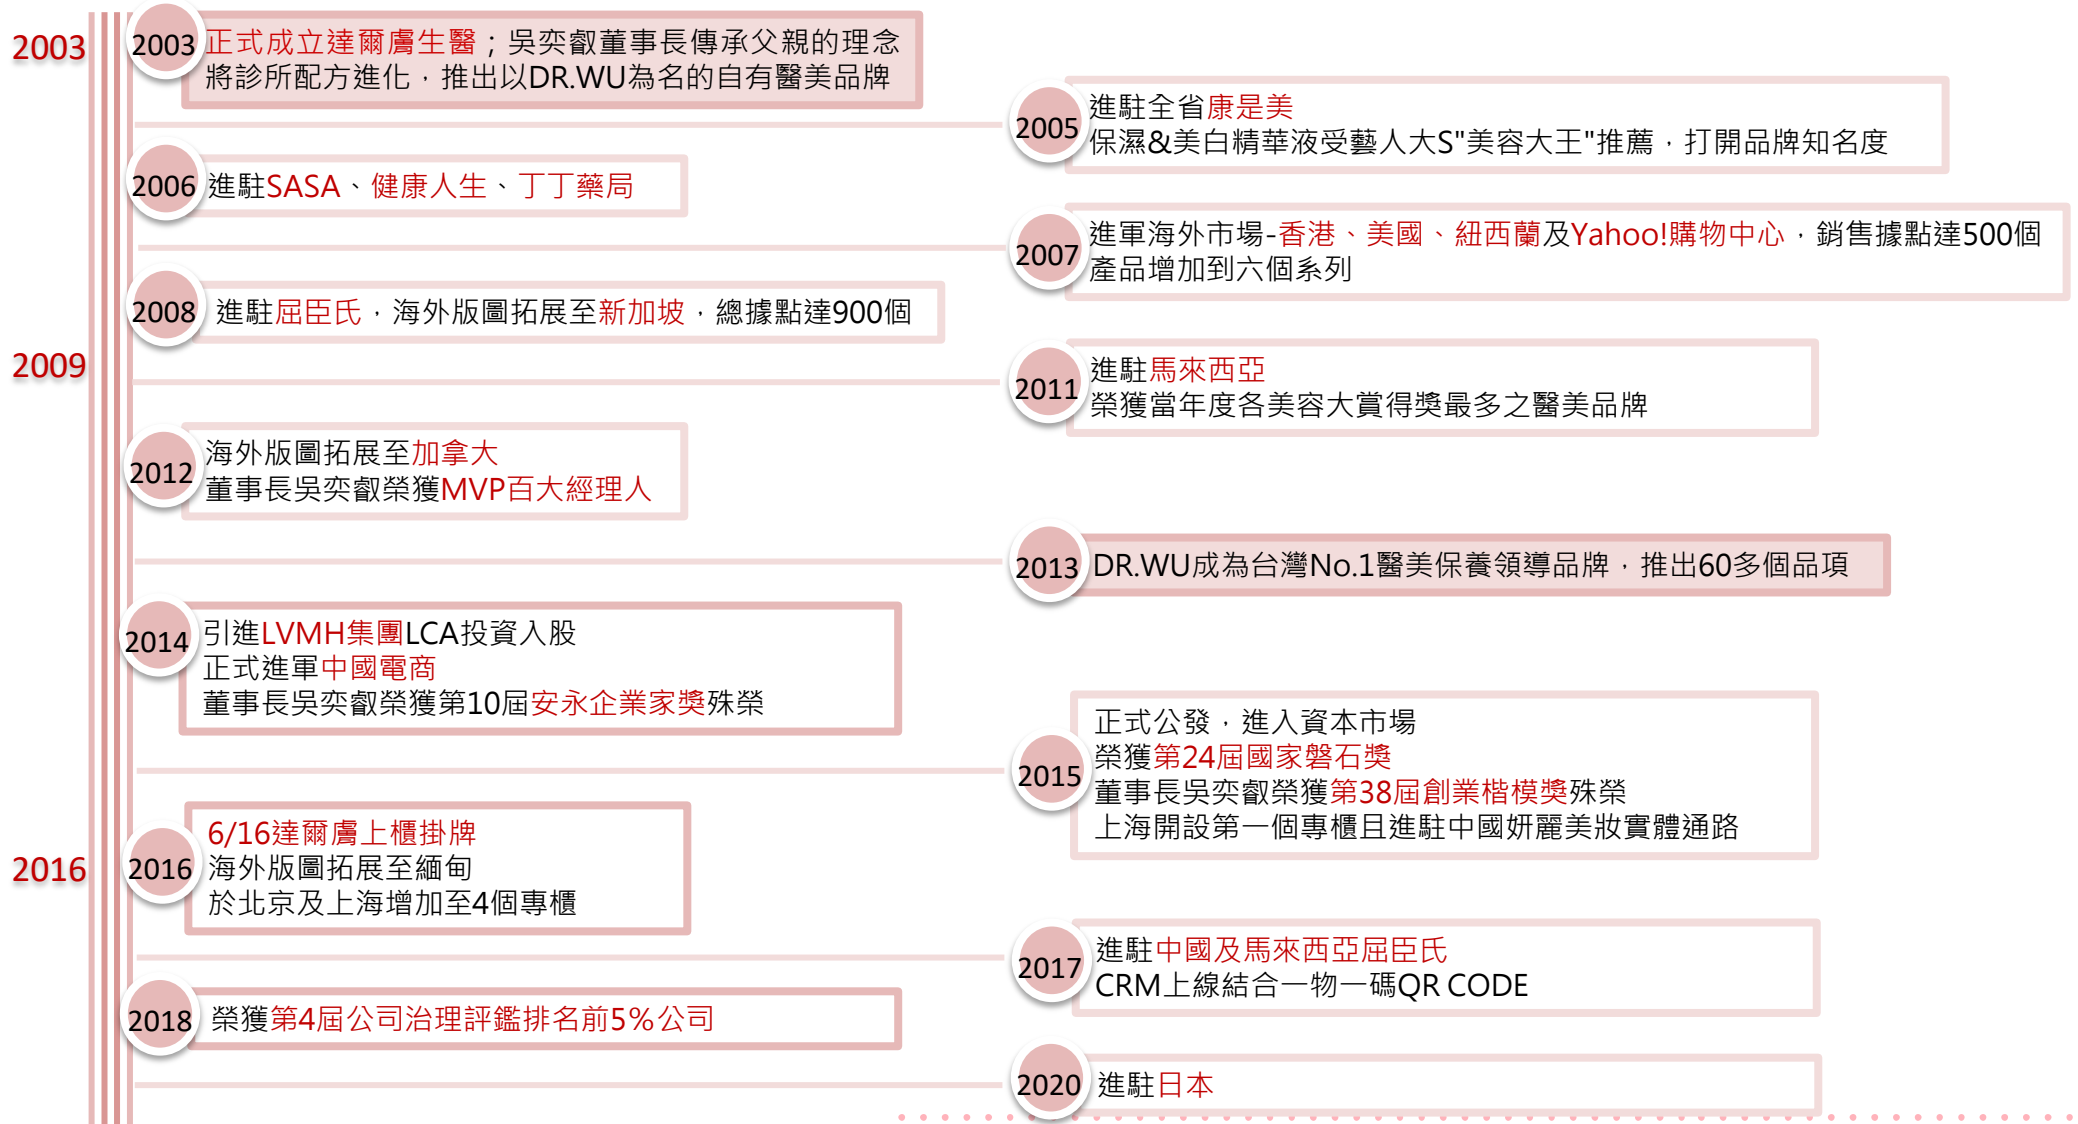 2003
2003
正式成立達爾膚生醫；吳奕叡董事長傳承父親的理念
將診所配方進化，推出以DR.WU為名的自有醫美品牌
2005
進駐全省康是美
保濕&美白精華液受藝人大S"美容大王"推薦，打開品牌知名度
2006
進駐SASA、健康人生、丁丁藥局
2007
進軍海外市場-香港、美國、紐西蘭及Yahoo!購物中心，銷售據點達500個
產品增加到六個系列
2008
進駐屈臣氏，海外版圖拓展至新加坡，總據點達900個
2009
2011
進駐馬來西亞
榮獲當年度各美容大賞得獎最多之醫美品牌
2012
海外版圖拓展至加拿大
董事長吳奕叡榮獲MVP百大經理人
2013
DR.WU成為台灣No.1醫美保養領導品牌，推出60多個品項
2014
引進LVMH集團LCA投資入股
正式進軍中國電商
董事長吳奕叡榮獲第10屆安永企業家獎殊榮
2015
正式公發，進入資本市場
榮獲第24屆國家磐石獎
董事長吳奕叡榮獲第38屆創業楷模獎殊榮
上海開設第一個專櫃且進駐中國妍麗美妝實體通路
2016
2016
6/16達爾膚上櫃掛牌
海外版圖拓展至緬甸
於北京及上海增加至4個專櫃
2017
進駐中國及馬來西亞屈臣氏
CRM上線結合一物一碼QR CODE
2018
榮獲第4屆公司治理評鑑排名前5%公司
2020
進駐日本